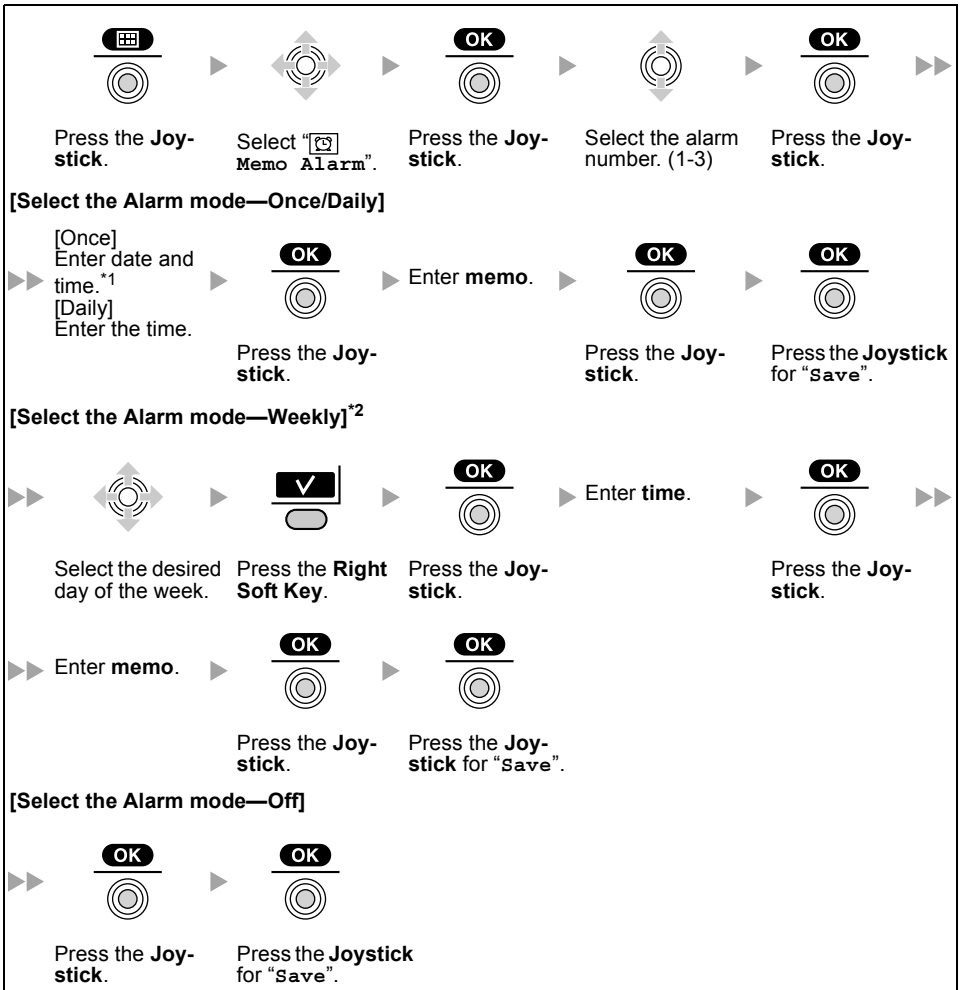 OK
OK
Press the Joy-
stick.
Select "
Memo Alarm".
Press the Joy-
stick.
Select the alarm
number. (1-3)
Press the Joy-
stick.
[Select the Alarm mode—Once/Daily]
[Once]
Enter date and
time.*1
[Daily]
Enter the time.
OK
Press the Joy-
stick.
Enter memo.
OK
Press the Joy-
stick.
OK
Press the Joystick
for "Save".
[Select the Alarm mode—Weekly]*2
Select the desired
day of the week.
Press the Right
Soft Key.
OK
Press the Joy-
stick.
Enter time.
OK
Press the Joy-
stick.
Enter memo.
OK
Press the Joy-
stick.
OK
Press the Joy-
stick for "Save".
[Select the Alarm mode—Off]
OK
Press the Joy-
stick.
OK
Press the Joystick
for "Save".